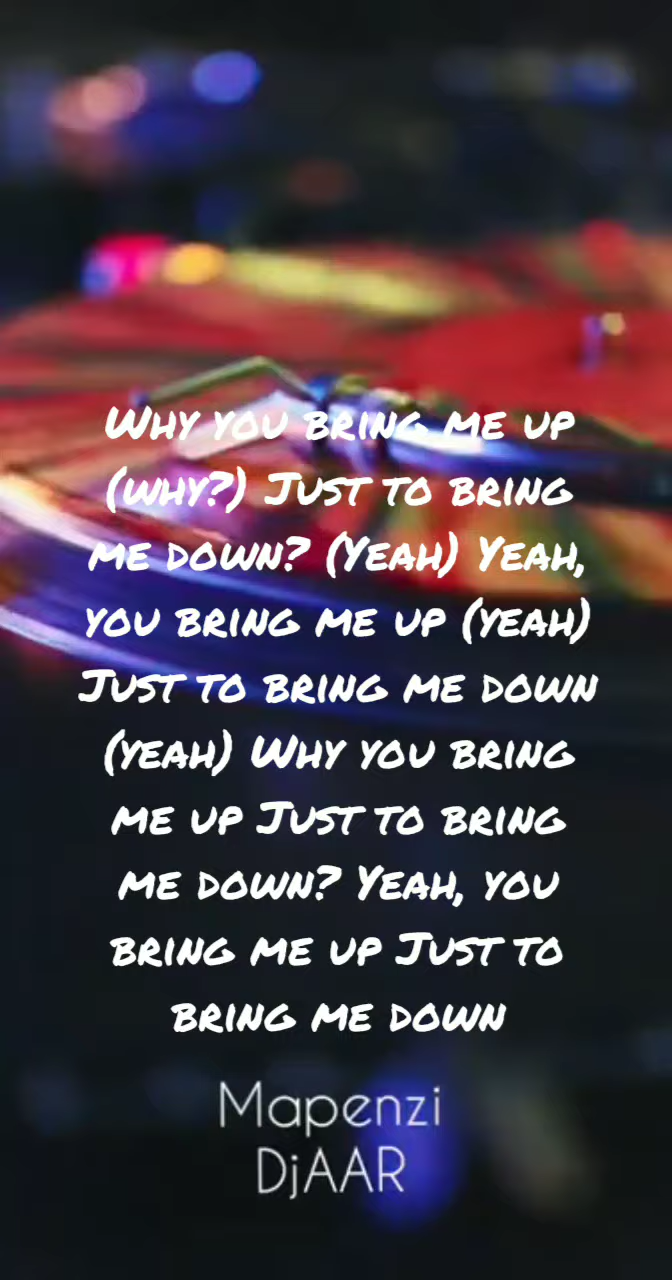 Why you bring me up
(why?) Just to bring
me down? (Yeah) Yeah,
you bring me up (yeah)
Just to bring me down
(yeah) Why you bring
me up Just to bring
me down? Yeah, you
bring me up Just to
bring me down
Mapenzi
DjAAR